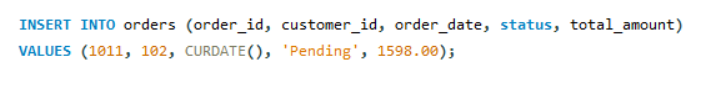 INSERT INTO orders (order_id, customer_id, order_date, status, total_amount)
VALUES (1011, 102, CURDATE(), 'Pending', 1598.00);